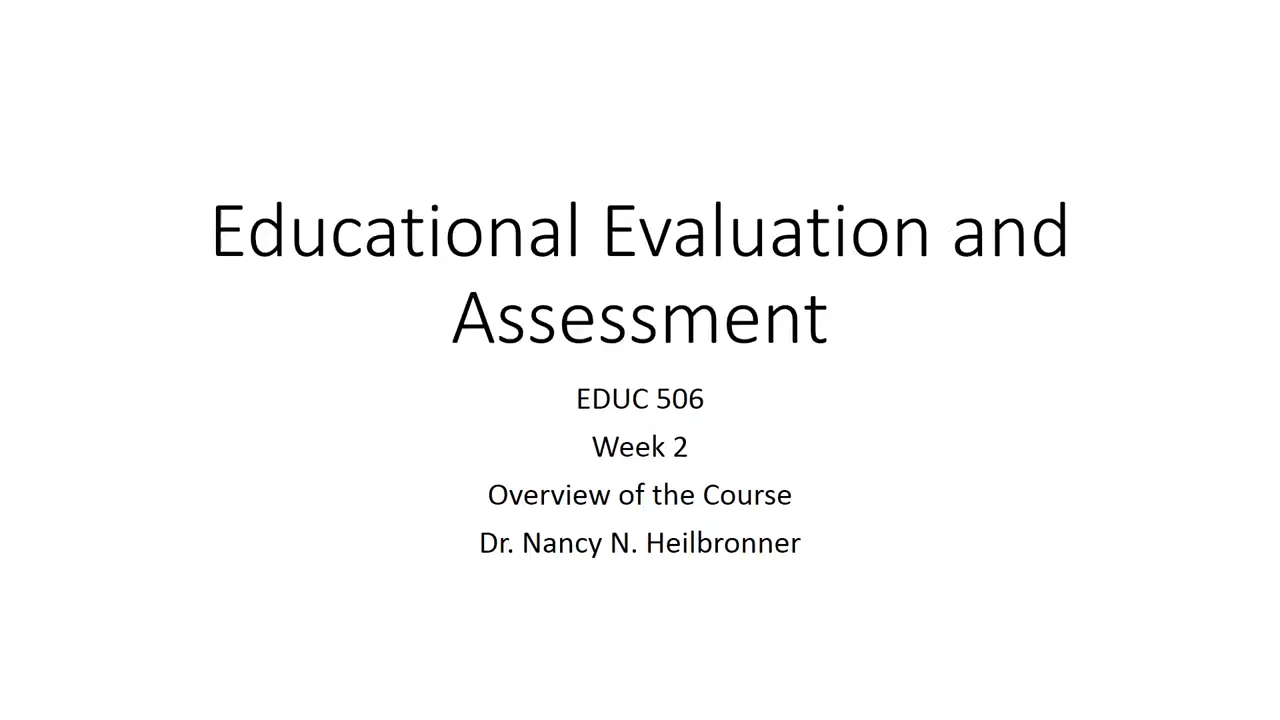 Educational Evaluation and
Assessment
EDUC 506
Week 2
Overview of the Course
Dr. Nancy N. Heilbronner